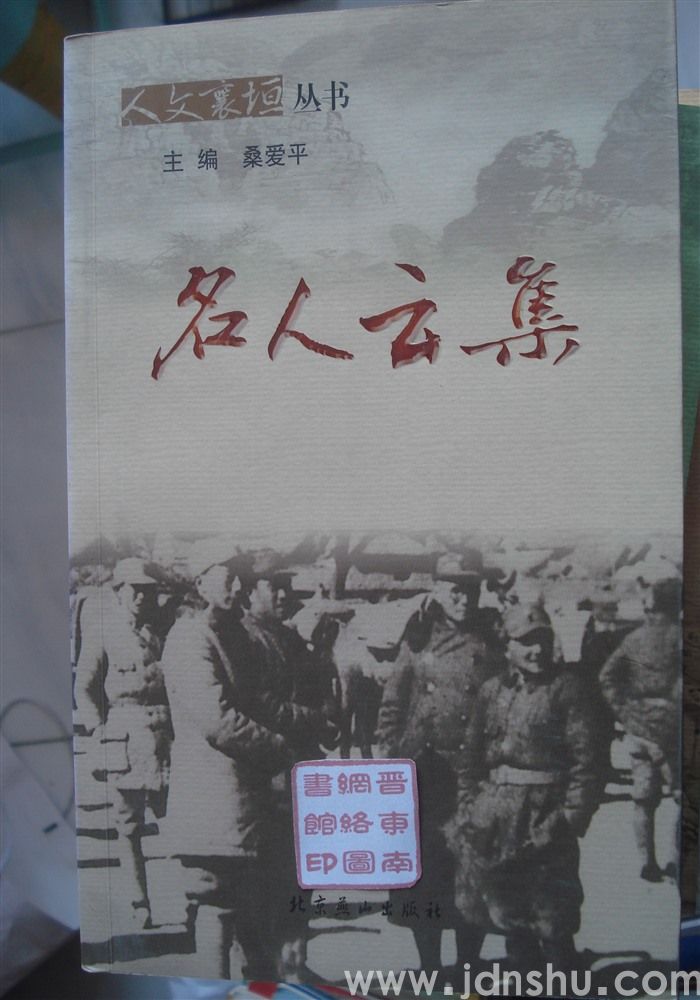 人文襄垣 丛书
主编 桑爱平
名人云集
晋東南
網絡圖
書館印
北京燕山出版社
www.jdnshu.com